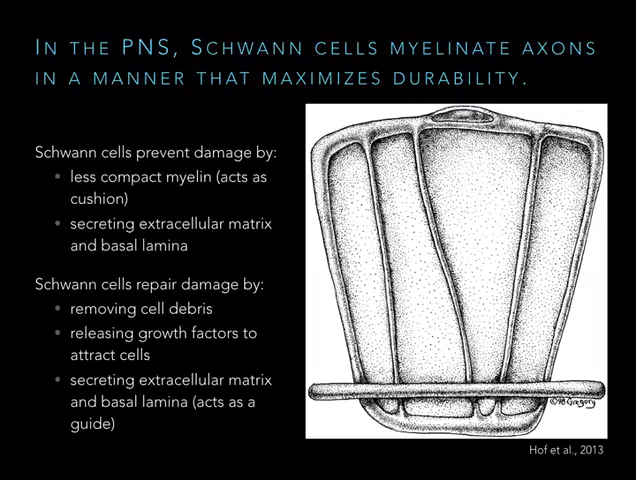 IN THE PNS, SCHWANN CELLS MYELINATE AXONS
IN A MANNER THAT MAXIMIZES DURABILITY.
Schwann cells prevent damage by:
• less compact myelin (acts as
cushion)
• secreting extracellular matrix
and basal lamina
Schwann cells repair damage by:
• removing cell debris
• releasing growth factors to
attract cells
• secreting extracellular matrix
and basal lamina (acts as a
guide)
©'98 Gregory
Hof et al., 2013